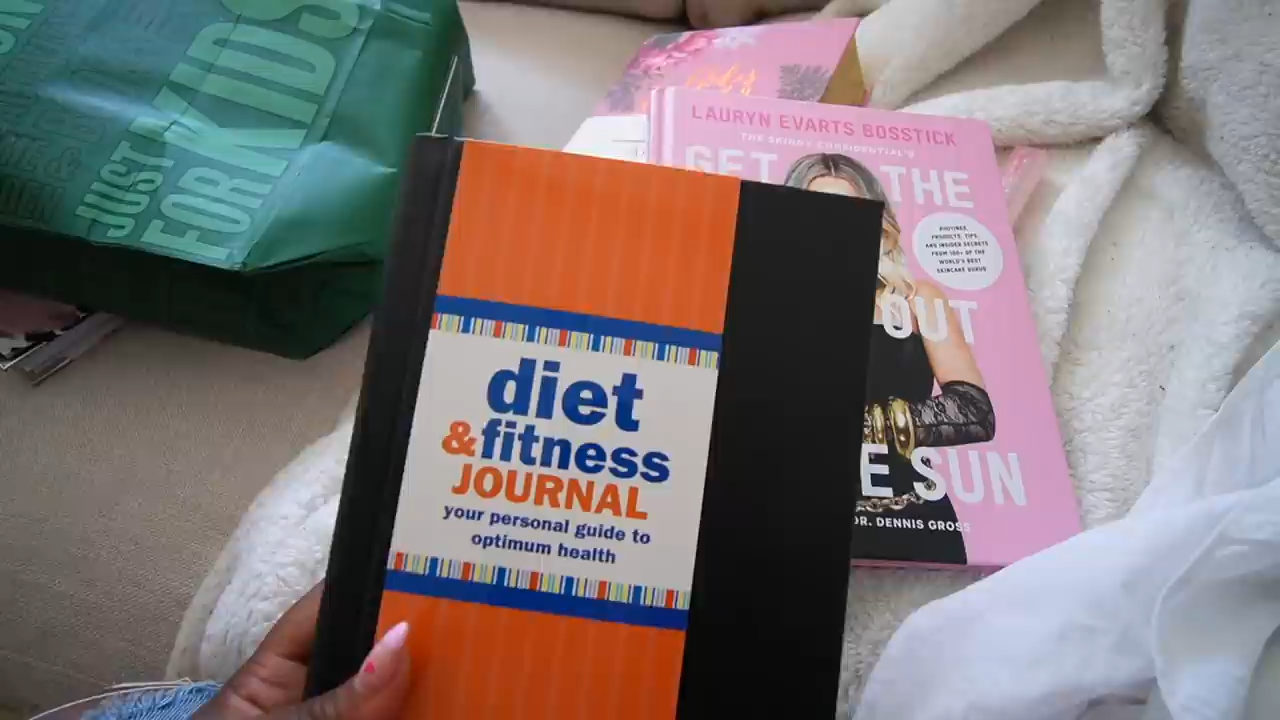 JUST
FOR KIDS
ME &
LAURYN EVARTS BOSSTICK
THE SKINNY CONFIDENTIAL'S
GET THE
ROUTINES,
PRODUCTS, TIPS,
AND INSIDER SECRETS
FROM 100+ OF THE
WORLD'S BEST
SKINCARE GURUS
OUT
E SUN
DR. DENNIS GROSS
diet
&fitness
JOURNAL
your personal guide to
optimum health